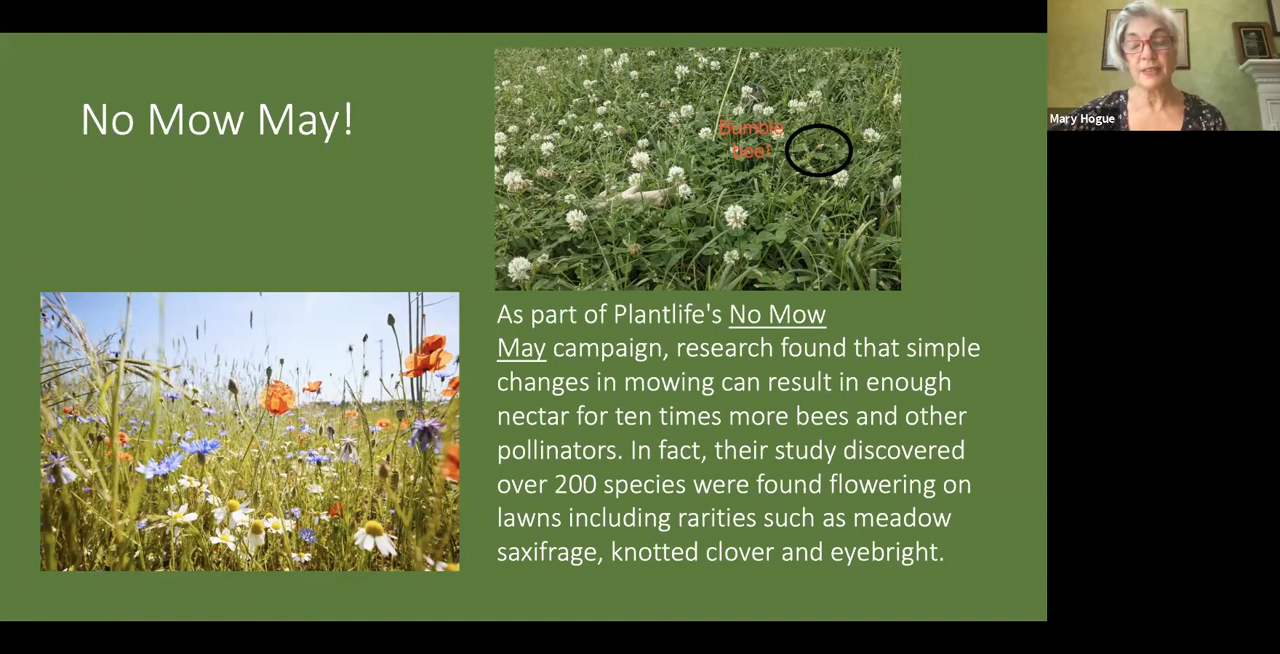 No Mow May!
Bumble
bee!
As part of Plantlife's No Mow
May campaign, research found that simple
changes in mowing can result in enough
nectar for ten times more bees and other
pollinators. In fact, their study discovered
over 200 species were found flowering on
lawns including rarities such as meadow
saxifrage, knotted clover and eyebright.
Mary Hogue